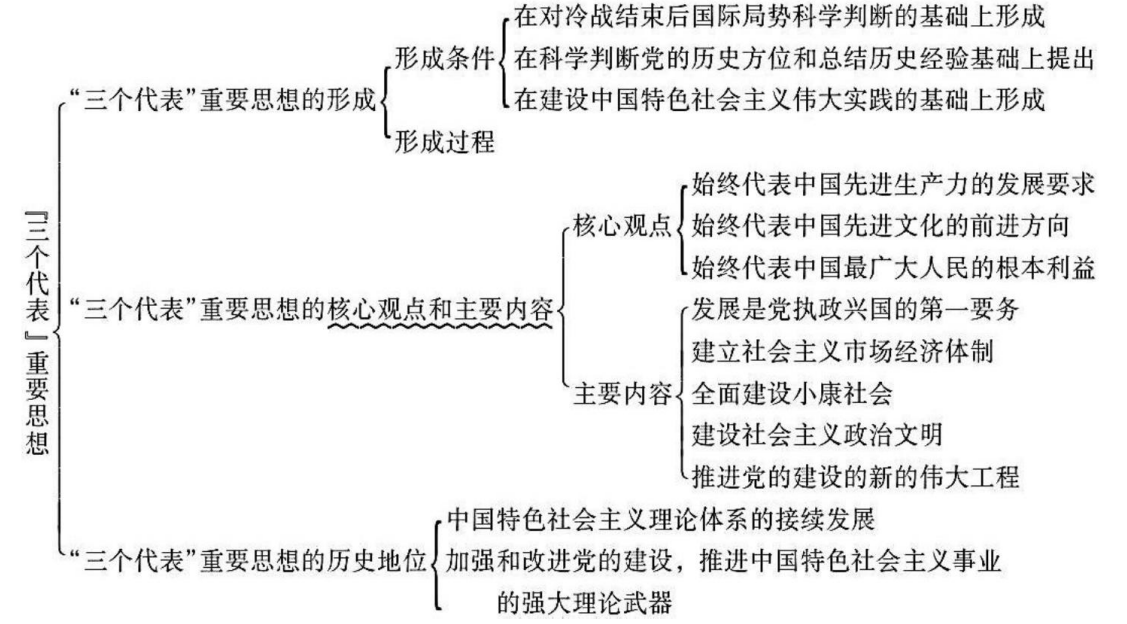 『三个代表』重要思想
“三个代表”重要思想的形成
形成条件
在对冷战结束后国际局势科学判断的基础上形成
在科学判断党的历史方位和总结历史经验基础上提出
在建设中国特色社会主义伟大实践的基础上形成
形成过程
“三个代表”重要思想的核心观点和主要内容
核心观点
始终代表中国先进生产力的发展要求
始终代表中国先进文化的前进方向
始终代表中国最广大人民的根本利益
主要内容
发展是党执政兴国的第一要务
建立社会主义市场经济体制
全面建设小康社会
建设社会主义政治文明
推进党的建设的新的伟大工程
“三个代表”重要思想的历史地位
中国特色社会主义理论体系的接续发展
加强和改进党的建设，推进中国特色社会主义事业
的强大理论武器